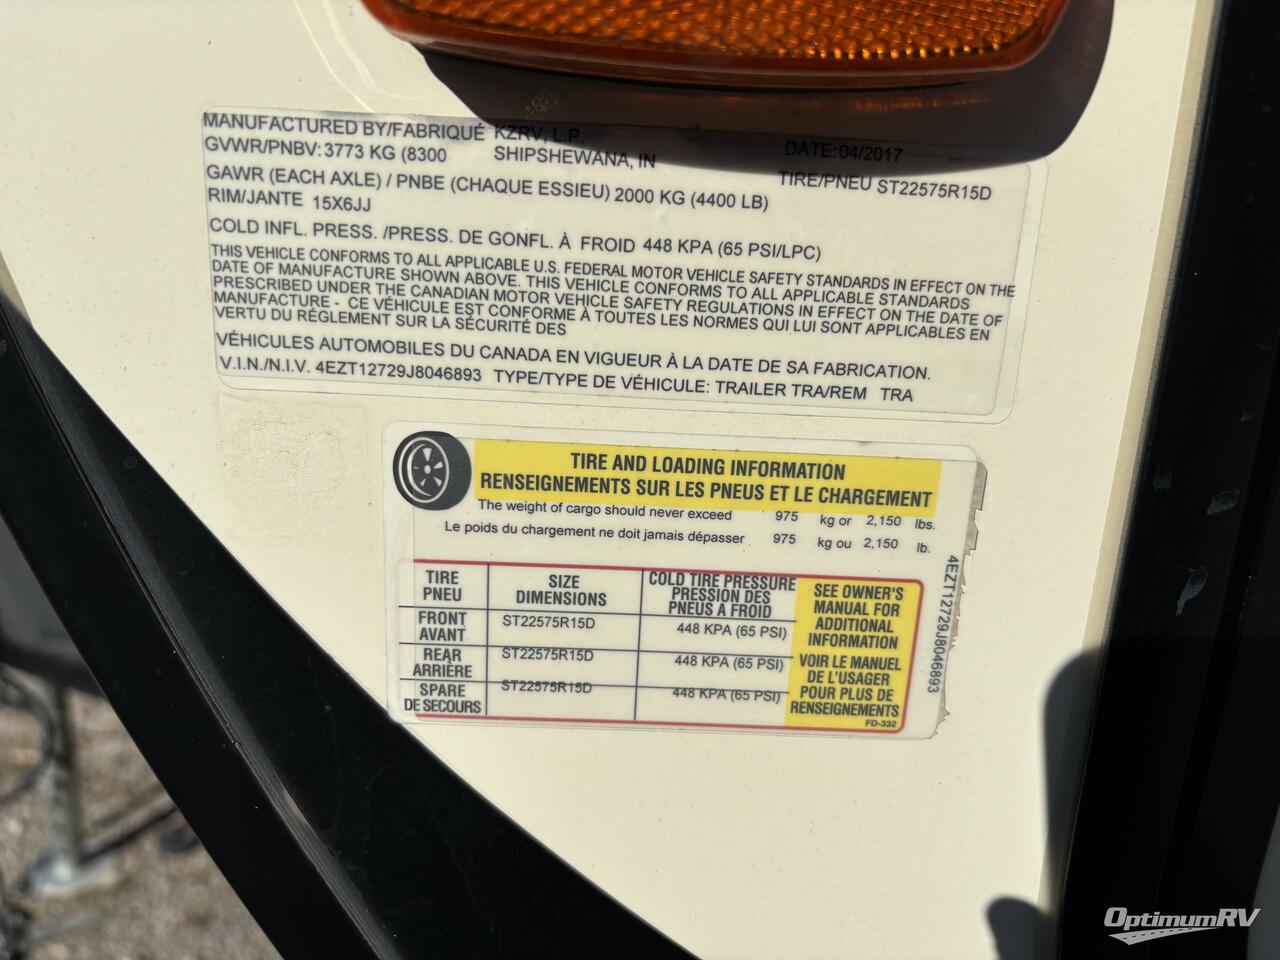 MANUFACTURED BY/FABRIQUÉ KZRV, L.P. DATE:04/2017
GVWR/PNBV: 3773 KG (8300 SHIPSHEWANA, IN TIRE/PNEU ST22575R15D
GAWR (EACH AXLE) / PNBE (CHAQUE ESSIEU) 2000 KG (4400 LB)
RIM/JANTE 15X6JJ
COLD INFL. PRESS. /PRESS. DE GONFL. À FROID 448 KPA (65 PSI/LPC)
THIS VEHICLE CONFORMS TO ALL APPLICABLE U.S. FEDERAL MOTOR VEHICLE SAFETY STANDARDS IN EFFECT ON THE
DATE OF MANUFACTURE SHOWN ABOVE. THIS VEHICLE CONFORMS TO ALL APPLICABLE STANDARDS
PRESCRIBED UNDER THE CANADIAN MOTOR VEHICLE SAFETY REGULATIONS IN EFFECT ON THE DATE OF
MANUFACTURE - CE VÉHICULE EST CONFORME À TOUTES LES NORMES QUI LUI SONT APPLICABLES EN
VERTU DU RÉGLEMENT SUR LA SÉCURITÉ DES
VÉHICULES AUTOMOBILES DU CANADA EN VIGUEUR À LA DATE DE SA FABRICATION.
V.I.N./N.I.V. 4EZT12729J8046893 TYPE/TYPE DE VÉHICULE: TRAILER TRA/REM TRA
TIRE AND LOADING INFORMATION
RENSEIGNEMENTS SUR LES PNEUS ET LE CHARGEMENT
The weight of cargo should never exceed 975 kg or 2,150 lbs.
Le poids du chargement ne doit jamais dépasser 975 kg ou 2,150 lb.
TIRE
PNEU
SIZE
DIMENSIONS
COLD TIRE PRESSURE
PRESSION DES
PNEUS A FROID
FRONT
AVANT
ST22575R15D
448 KPA (65 PSI)
REAR
ARRIÈRE
ST22575R15D
448 KPA (65 PSI)
SPARE
DE SECOURS
ST22575R15D
448 KPA (65 PSI)
SEE OWNER'S
MANUAL FOR
ADDITIONAL
INFORMATION
VOIR LE MANUEL
DE L'USAGER
POUR PLUS DE
RENSEIGNEMENTS
FD-332
4EZT12729J8046893
OptimumRV